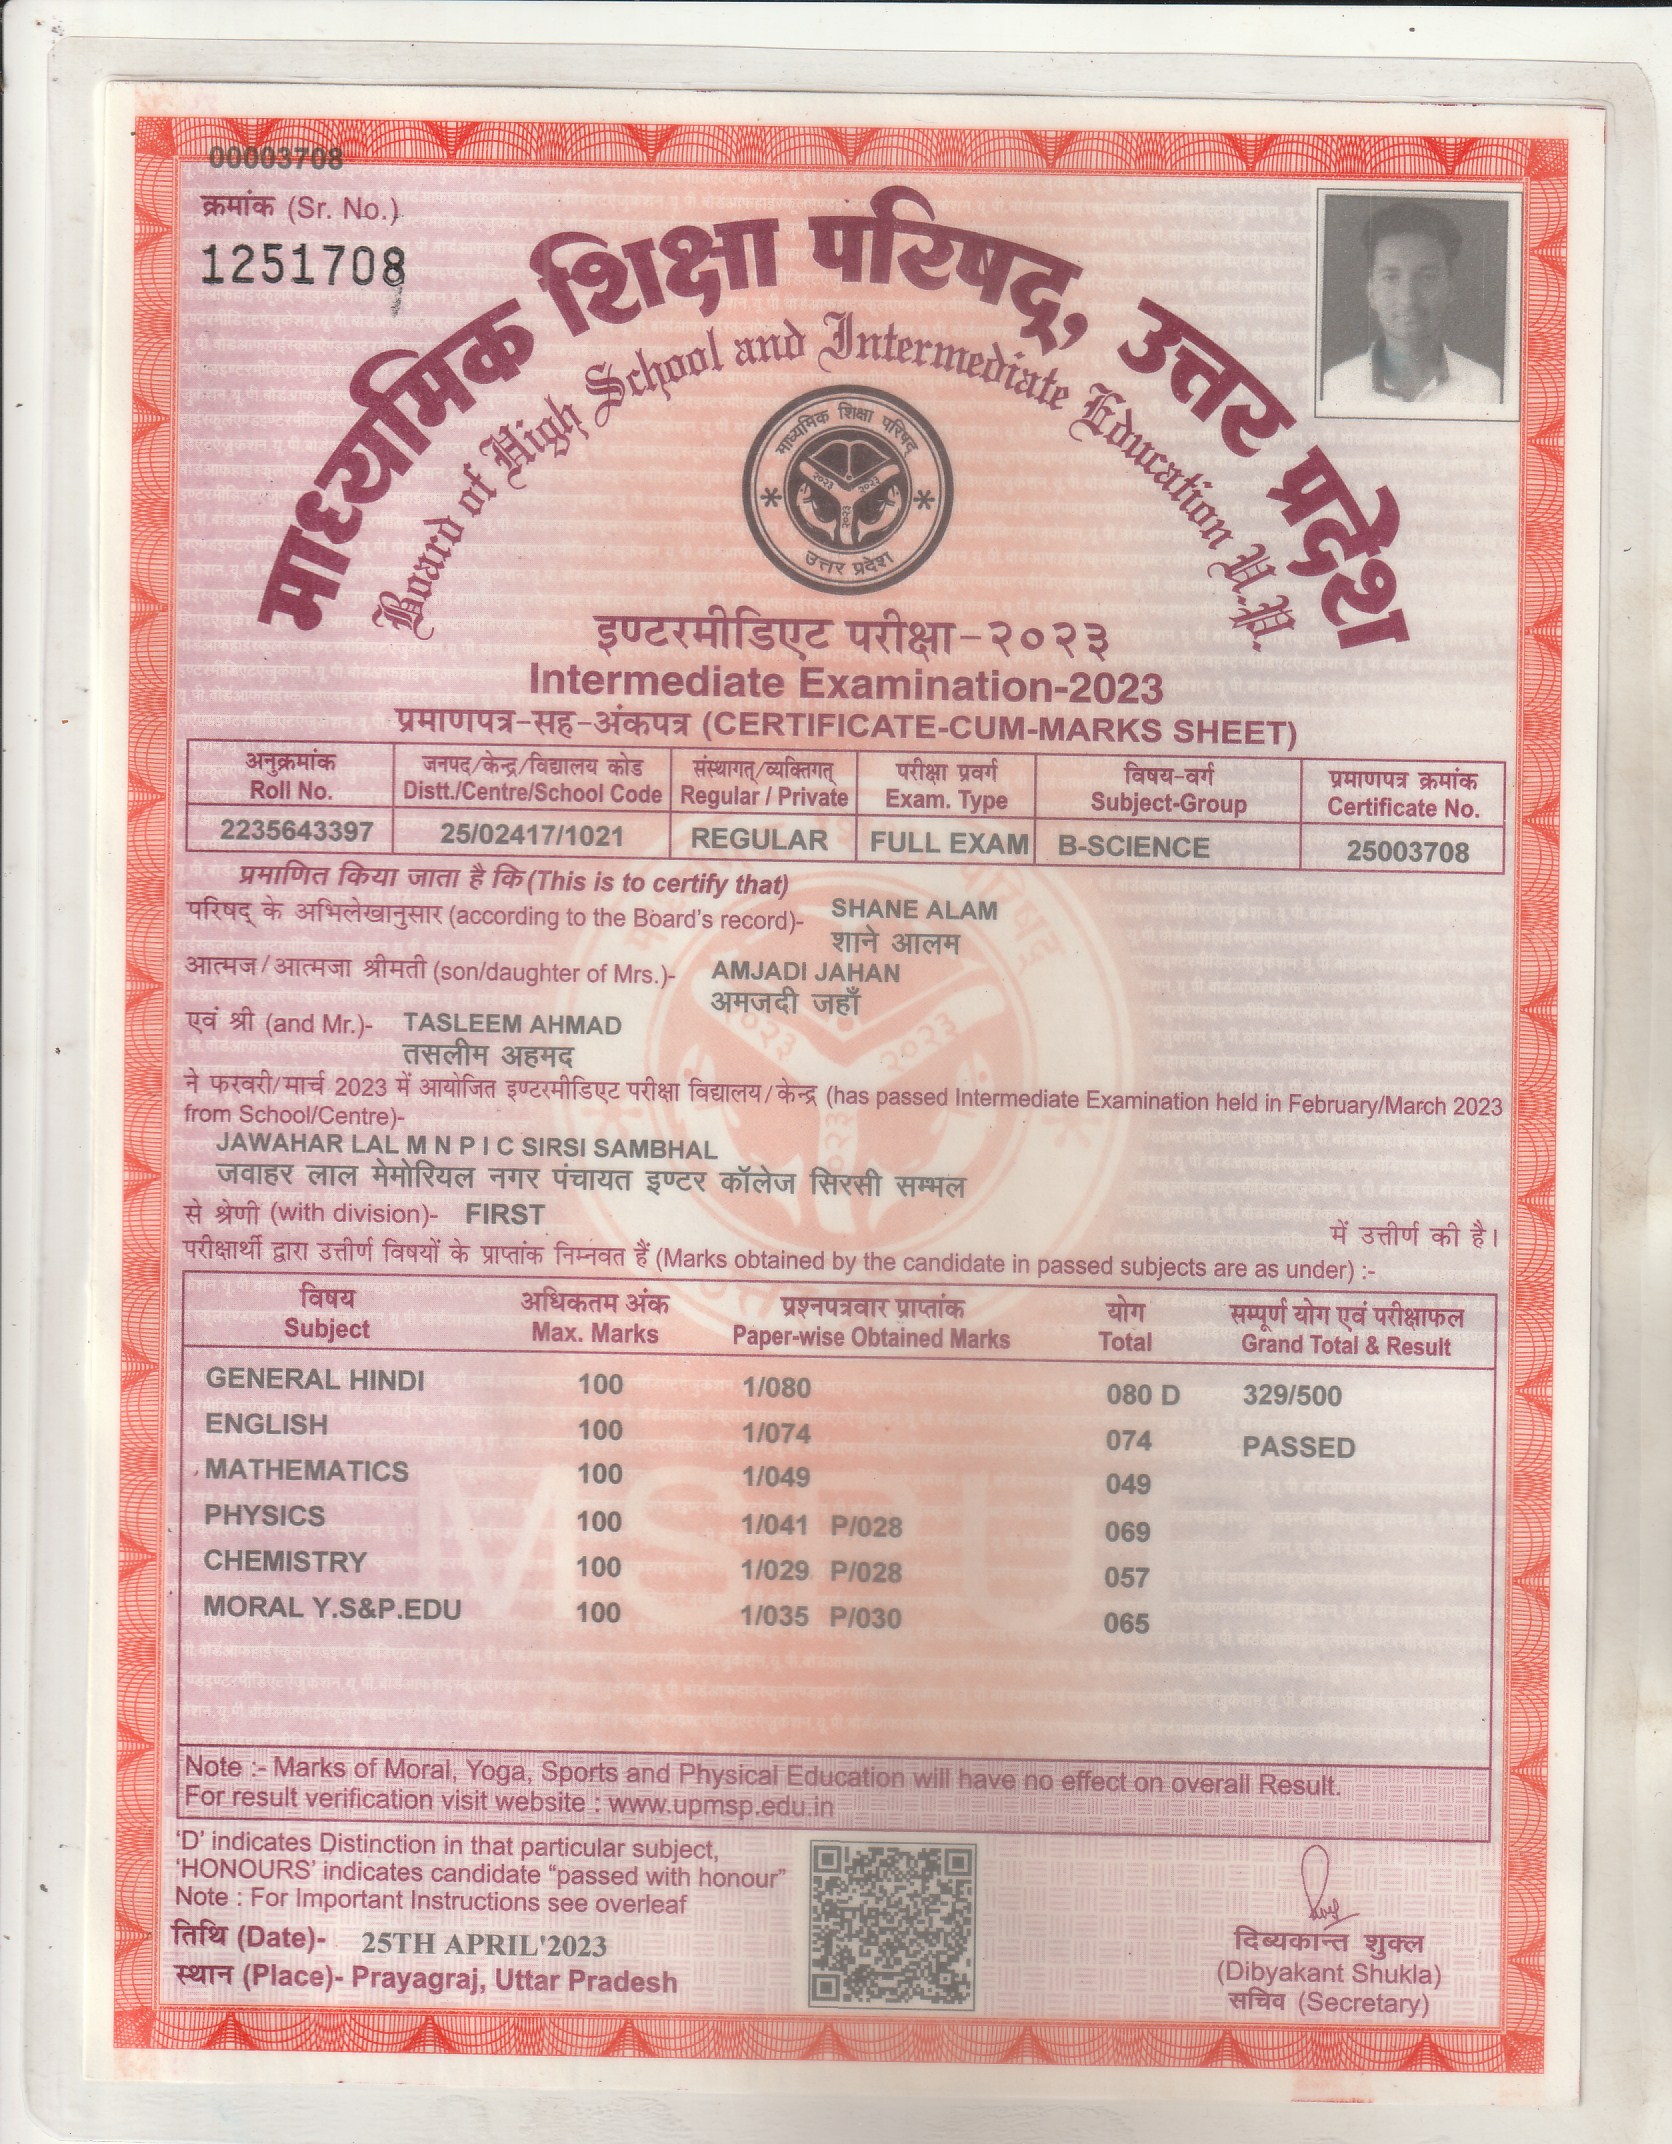 00003708
क्रमांक (Sr. No.)
1251708
माध्यमिक शिक्षा परिषद्, उत्तर प्रदेश
Board of High School and Intermediate Education U.P.
माध्यमिक शिक्षा परिषद्
२०२३ २०२३
२०२३
उत्तर प्रदेश
इण्टरमीडिएट परीक्षा-२०२३
Intermediate Examination-2023
प्रमाणपत्र-सह-अंकपत्र (CERTIFICATE-CUM-MARKS SHEET)
अनुक्रमांक जनपद/केन्द्र/विद्यालय कोड संस्थागत्/व्यक्तिगत् परीक्षा प्रवर्ग विषय-वर्ग प्रमाणपत्र क्रमांक
Roll No. Distt./Centre/School Code Regular / Private Exam. Type Subject-Group Certificate No.
2235643397 25/02417/1021 REGULAR FULL EXAM B-SCIENCE 25003708
प्रमाणित किया जाता है कि (This is to certify that)
परिषद् के अभिलेखानुसार (according to the Board's record)- SHANE ALAM
शाने आलम
आत्मज/आत्मजा श्रीमती (son/daughter of Mrs.)- AMJADI JAHAN
अमजदी जहाँ
एवं श्री (and Mr.)- TASLEEM AHMAD
तसलीम अहमद
ने फरवरी/मार्च 2023 में आयोजित इण्टरमीडिएट परीक्षा विद्यालय/केन्द्र (has passed Intermediate Examination held in February/March 2023
from School/Centre)-
JAWAHAR LAL M N P I C SIRSI SAMBHAL
जवाहर लाल मेमोरियल नगर पंचायत इण्टर कॉलेज सिरसी सम्भल
से श्रेणी (with division)- FIRST में उत्तीर्ण की है।
परीक्षार्थी द्वारा उत्तीर्ण विषयों के प्राप्तांक निम्नवत हैं (Marks obtained by the candidate in passed subjects are as under) :-
विषय अधिकतम अंक प्रश्नपत्रवार प्राप्तांक योग सम्पूर्ण योग एवं परीक्षाफल
Subject Max. Marks Paper-wise Obtained Marks Total Grand Total & Result
GENERAL HINDI 100 1/080 080 D 329/500
ENGLISH 100 1/074 074 PASSED
MATHEMATICS 100 1/049 049
PHYSICS 100 1/041 P/028 069
CHEMISTRY 100 1/029 P/028 057
MORAL Y.S&P.EDU 100 1/035 P/030 065
Note :- Marks of Moral, Yoga, Sports and Physical Education will have no effect on overall Result.
For result verification visit website : www.upmsp.edu.in
'D' indicates Distinction in that particular subject,
'HONOURS' indicates candidate "passed with honour"
Note : For Important Instructions see overleaf
तिथि (Date)- 25TH APRIL'2023
स्थान (Place)- Prayagraj, Uttar Pradesh
दिब्यकान्त शुक्ल
(Dibyakant Shukla)
सचिव (Secretary)